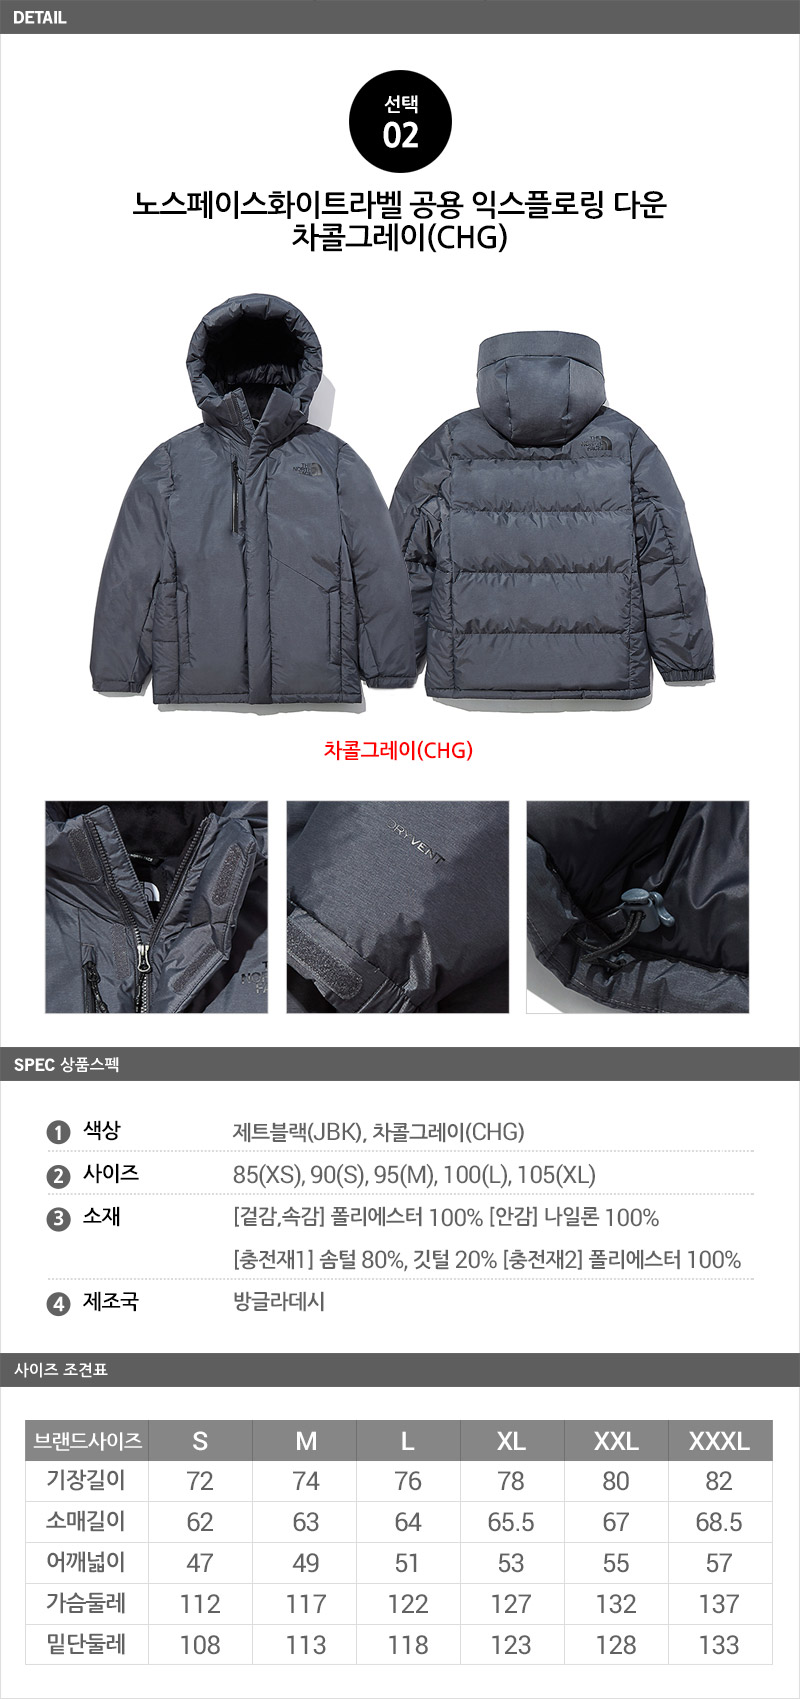 DETAIL
선택
02
노스페이스화이트라벨 공용 익스플로링 다운
차콜그레이(CHG)
THE
NORTH
FACE
차콜그레이(CHG)
THE
NORTH
FACE
DRYVENT
SPEC 상품스펙
1 색상 제트블랙(JBK), 차콜그레이(CHG)
2 사이즈 85(XS), 90(S), 95(M), 100(L), 105(XL)
3 소재 [겉감,속감] 폴리에스터 100% [안감] 나일론 100%
[충전재1] 솜털 80%, 깃털 20% [충전재2] 폴리에스터 100%
4 제조국 방글라데시
사이즈 조견표
브랜드사이즈 S M L XL XXL XXXL
기장길이 72 74 76 78 80 82
소매길이 62 63 64 65.5 67 68.5
어깨넓이 47 49 51 53 55 57
가슴둘레 112 117 122 127 132 137
밑단둘레 108 113 118 123 128 133